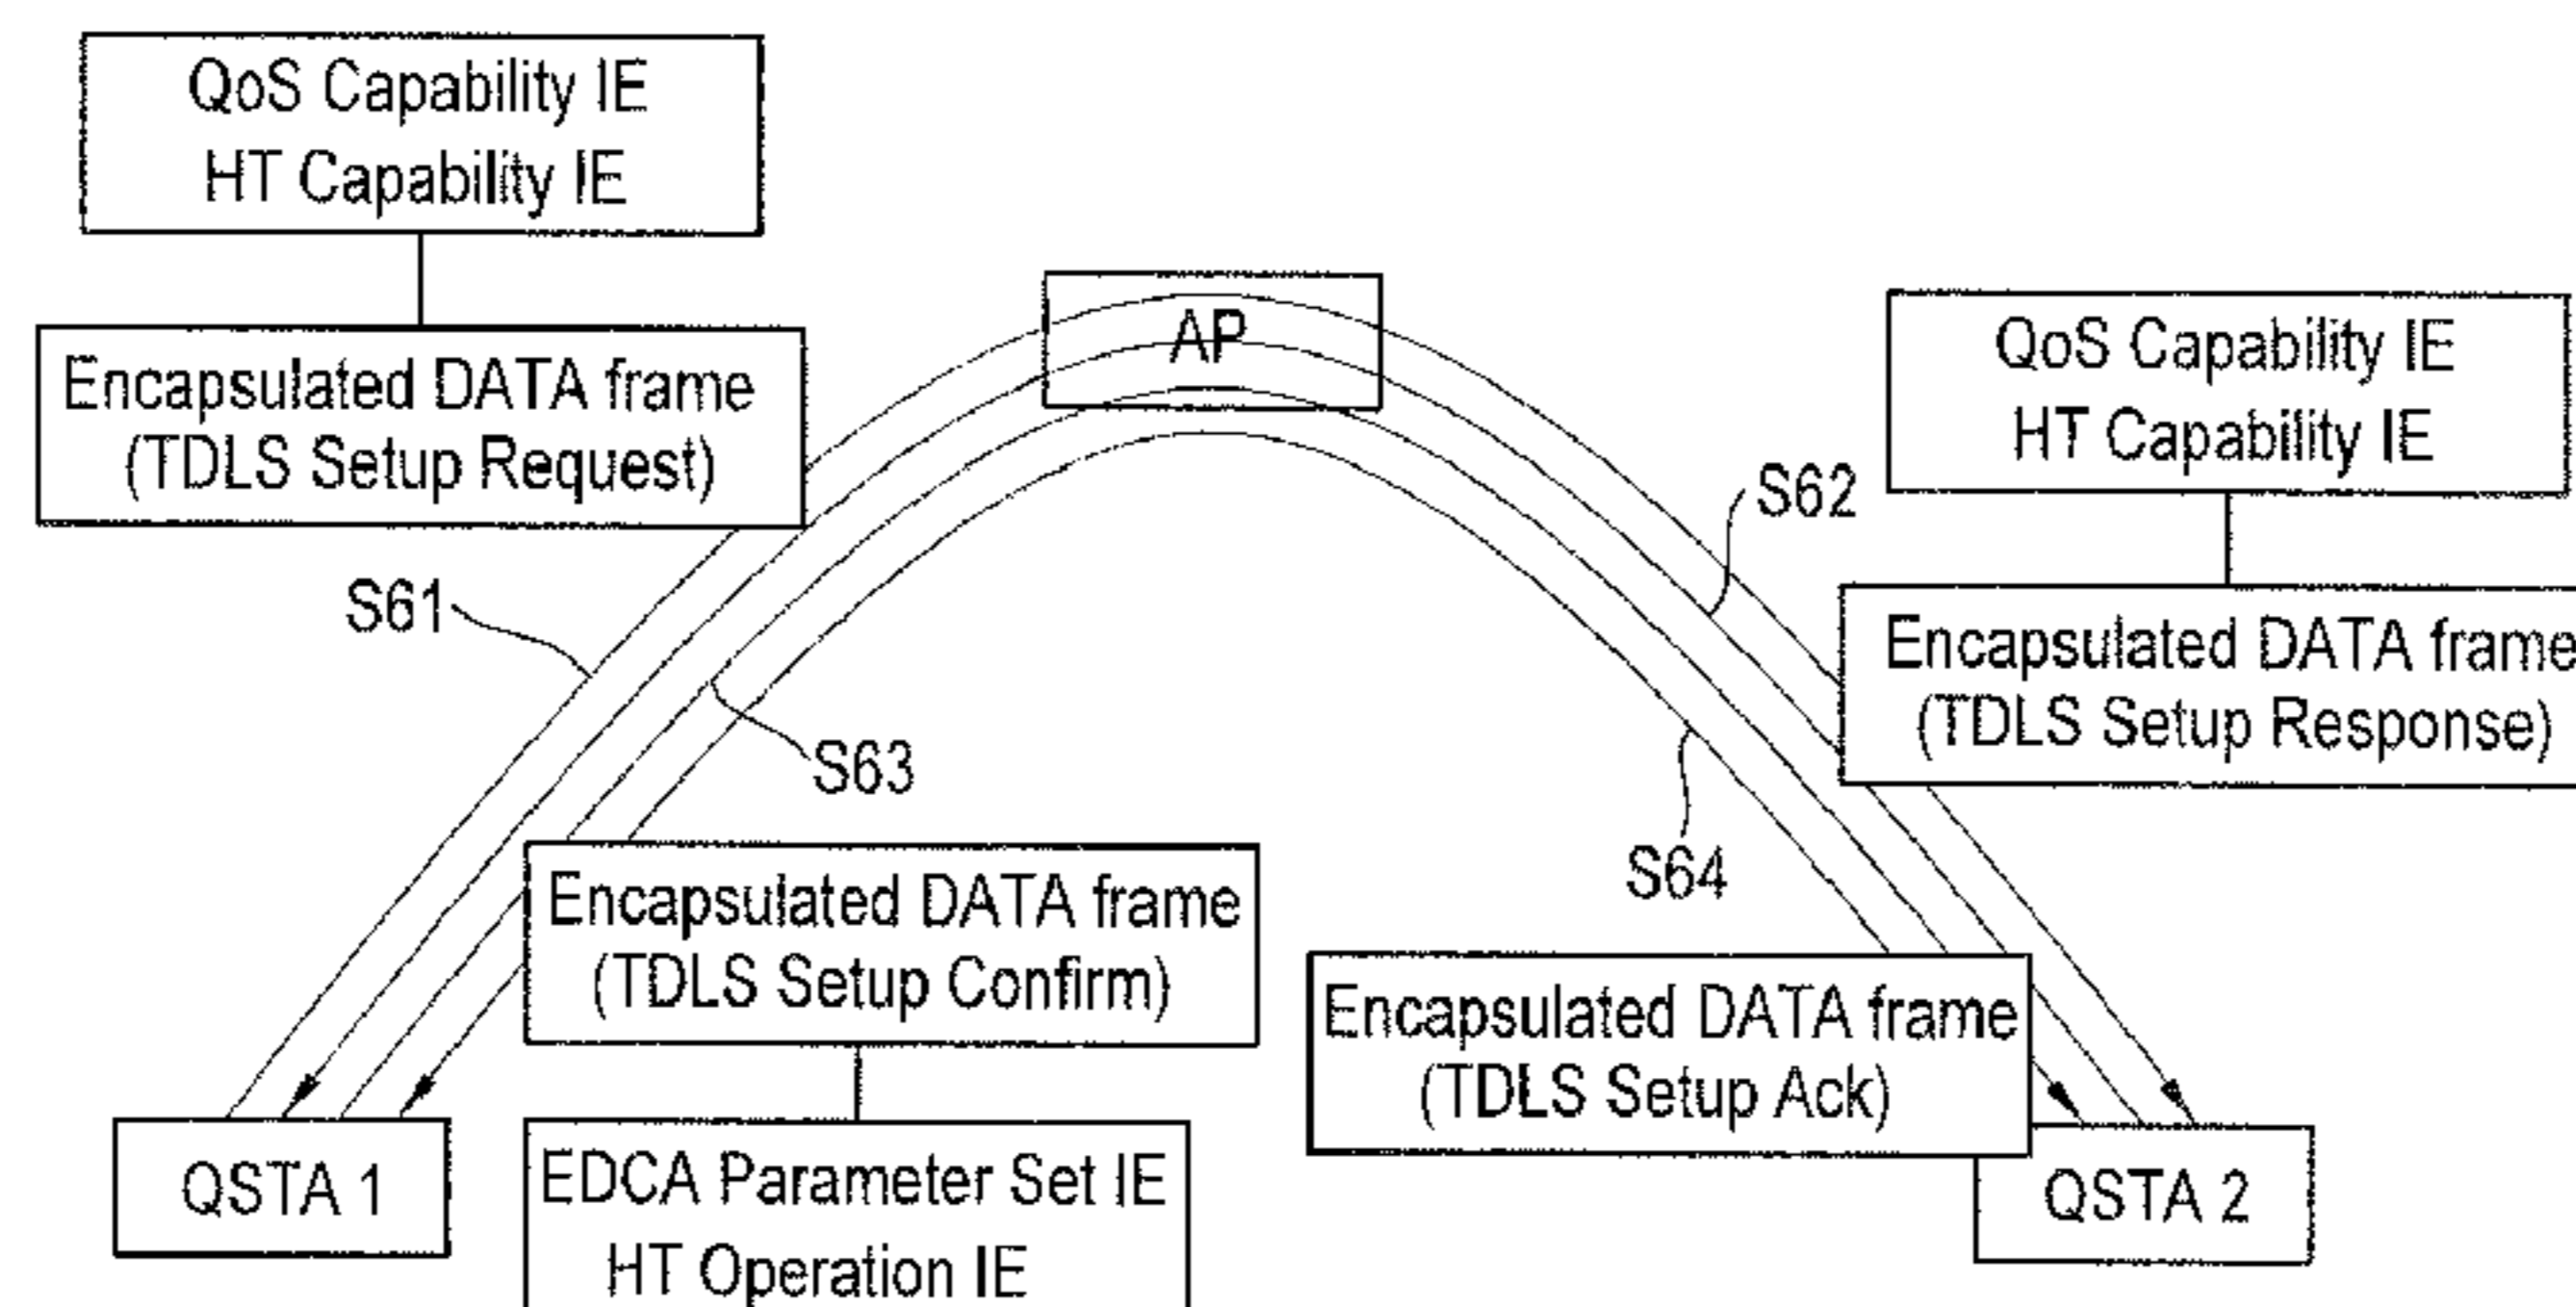 QoS Capability IE
HT Capability IE
Encapsulated DATA frame
(TDLS Setup Request)
AP
QoS Capability IE
HT Capability IE
S62
Encapsulated DATA frame
(TDLS Setup Response)
S61
S63
S64
Encapsulated DATA frame
(TDLS Setup Confirm)
Encapsulated DATA frame
(TDLS Setup Ack)
QSTA 1
EDCA Parameter Set IE
HT Operation IE
QSTA 2